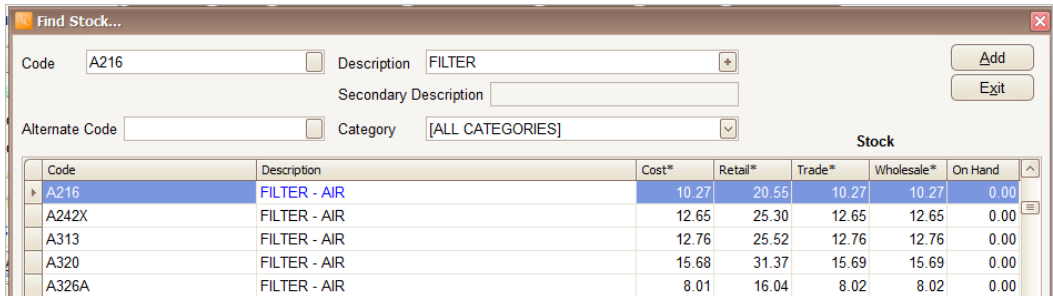 Find Stock...
Code A216 Description FILTER Add
Secondary Description Exit
Alternate Code Category [ALL CATEGORIES]
Stock
Code Description Cost* Retail* Trade* Wholesale* On Hand
A216 FILTER - AIR 10.27 20.55 10.27 10.27 0.00
A242X FILTER - AIR 12.65 25.30 12.65 12.65 0.00
A313 FILTER - AIR 12.76 25.52 12.76 12.76 0.00
A320 FILTER - AIR 15.68 31.37 15.69 15.69 0.00
A326A FILTER - AIR 8.01 16.04 8.02 8.02 0.00